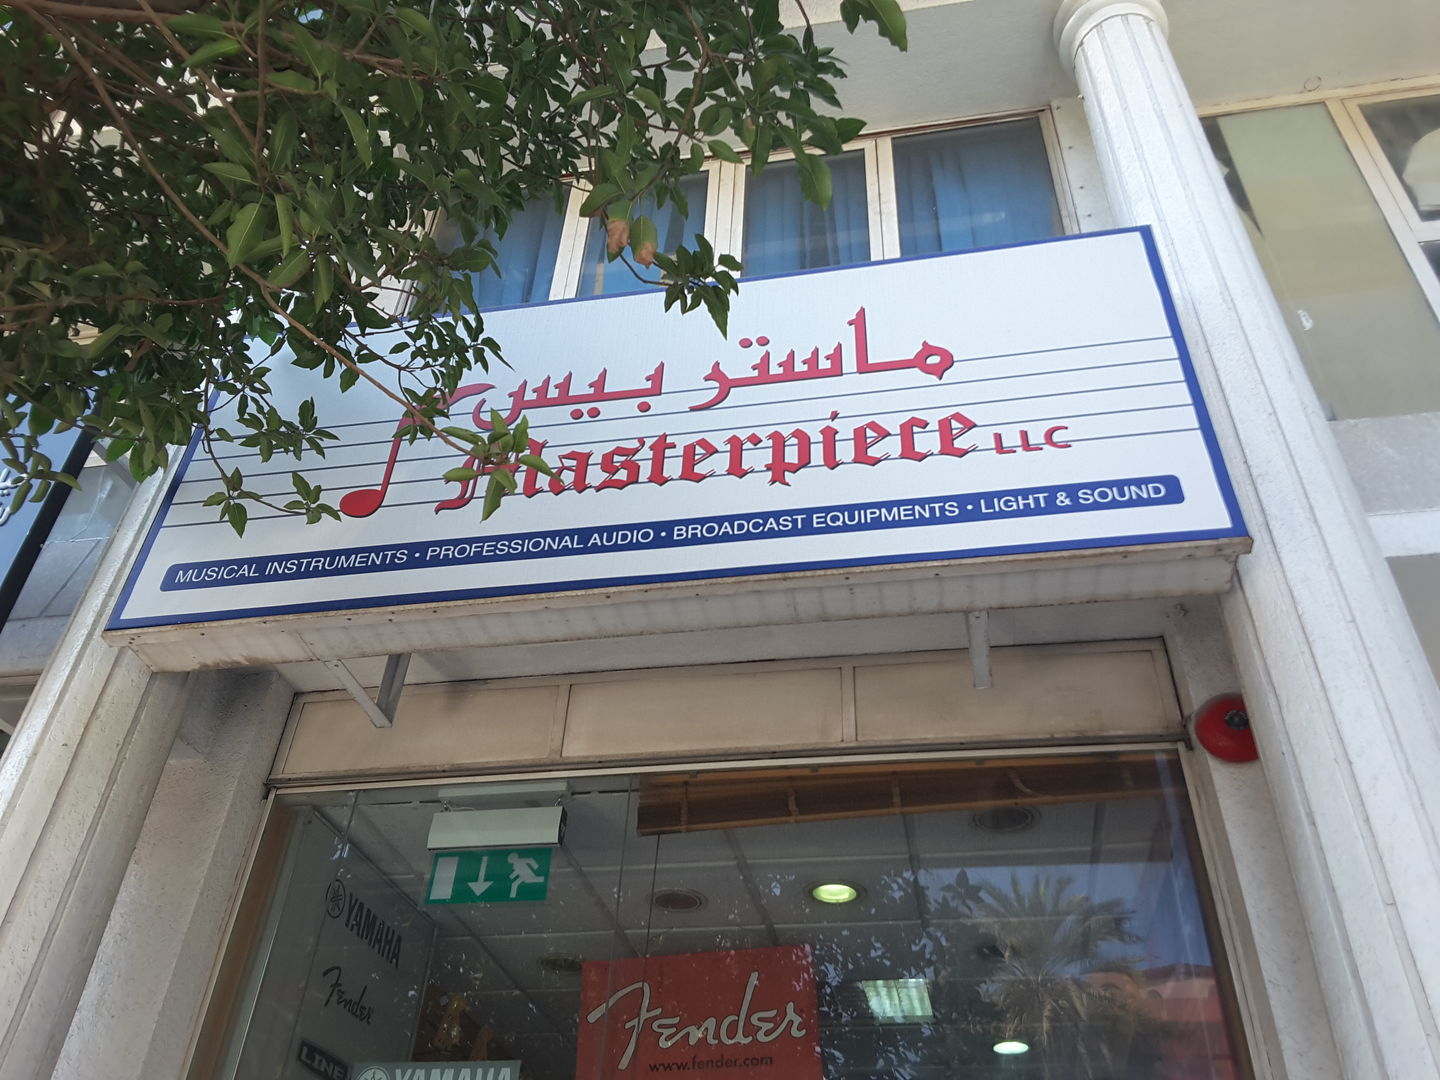 ماستر بيس
Masterpiece LLC
MUSICAL INSTRUMENTS • PROFESSIONAL AUDIO • BROADCAST EQUIPMENTS • LIGHT & SOUND
YAMAHA
Fender
LINE
YAMAHA
Fender
www.fender.com